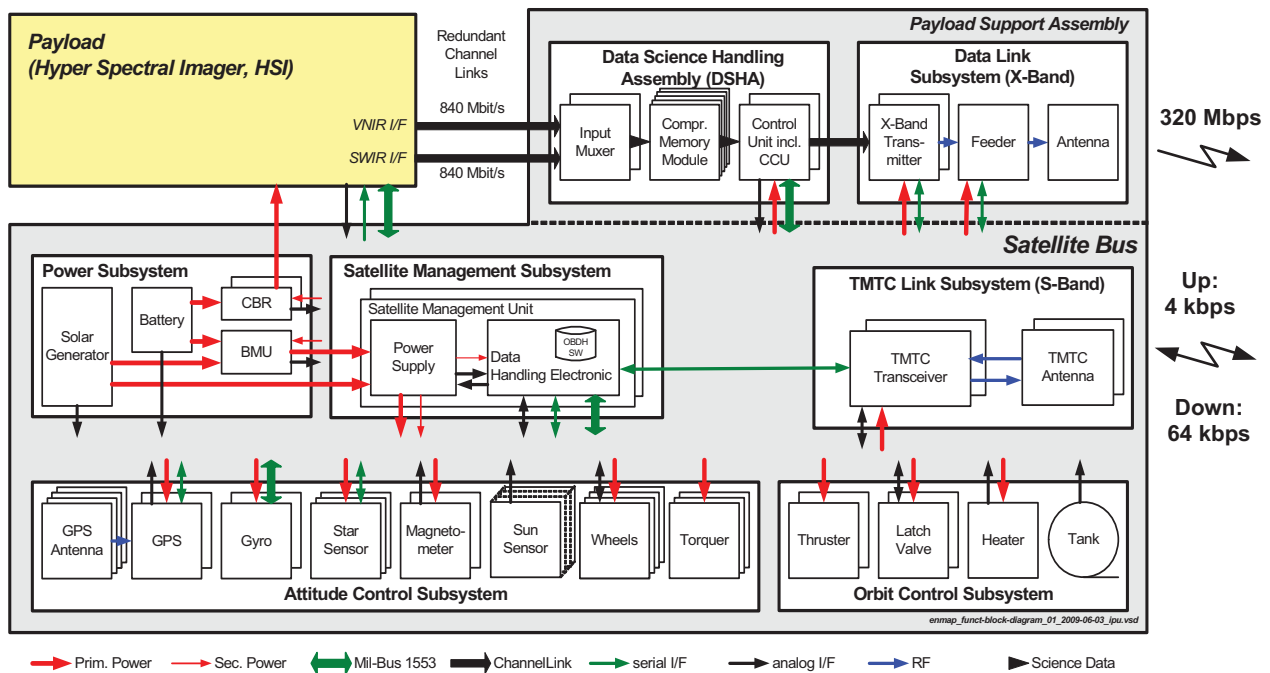 Payload
(Hyper Spectral Imager, HSI)
VNIR I/F
SWIR I/F
Redundant
Channel
Links
840 Mbit/s
840 Mbit/s
Payload Support Assembly
Data Science Handling
Assembly (DSHA)
Input
Muxer
Compr.
Memory
Module
Control
Unit incl.
CCU
Data Link
Subsystem (X-Band)
X-Band
Trans-
mitter
Feeder
Antenna
320 Mbps
Satellite Bus
Power Subsystem
Solar
Generator
Battery
CBR
BMU
Satellite Management Subsystem
Satellite Management Unit
Power
Supply
OBDH
SW
Data
Handling Electronic
TMTC Link Subsystem (S-Band)
TMTC
Transceiver
TMTC
Antenna
Up:
4 kbps
Down:
64 kbps
GPS
Antenna
GPS
Gyro
Star
Sensor
Magneto-
meter
Sun
Sensor
Wheels
Torquer
Attitude Control Subsystem
Thruster
Latch
Valve
Heater
Tank
Orbit Control Subsystem
enmap_funct-block-diagram_01_2009-06-03_ipu.vsd
Prim. Power
Sec. Power
Mil-Bus 1553
ChannelLink
serial I/F
analog I/F
RF
Science Data